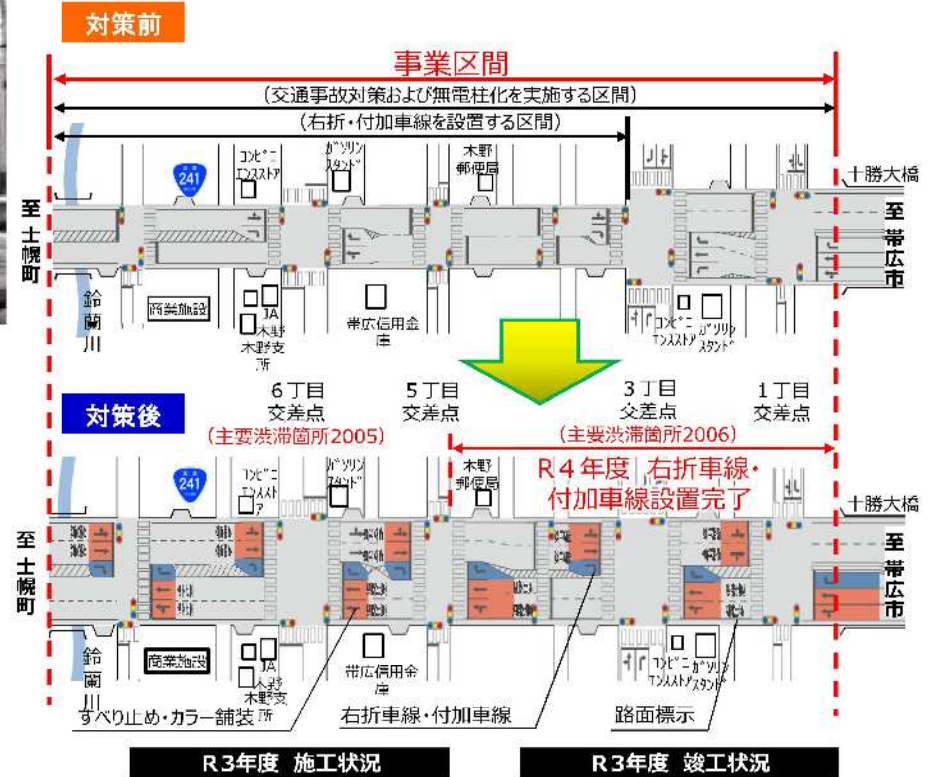 対策前
事業区間
(交通事故対策および無電柱化を実施する区間)
(右折・付加車線を設置する区間)
241
コンビニ
エンスストア
ガソリン
スタンド
木野
郵便局
十勝大橋
至 士幌町
至 帯広市
鈴蘭川
商業施設
JA
木野
木野支
所
帯広信用金
庫
コンビニ
エンスストア
ガソリン
スタンド
6丁目
交差点
5丁目
交差点
3丁目
交差点
1丁目
交差点
対策後
(主要渋滞箇所2005)
(主要渋滞箇所2006)
R4年度 右折車線・
付加車線設置完了
241
コンビニ
エンススト
ア
ガソリン
スタンド
木野
郵便局
十勝大橋
至 士幌町
至 帯広市
鈴蘭川
商業施設
JA
木野
木野支
所
帯広信用金
庫
コンビニ
エンスストア
ガソリン
スタンド
すべり止め・カラー舗装
右折車線・付加車線
路面標示
R3年度 施工状況
R3年度 竣工状況